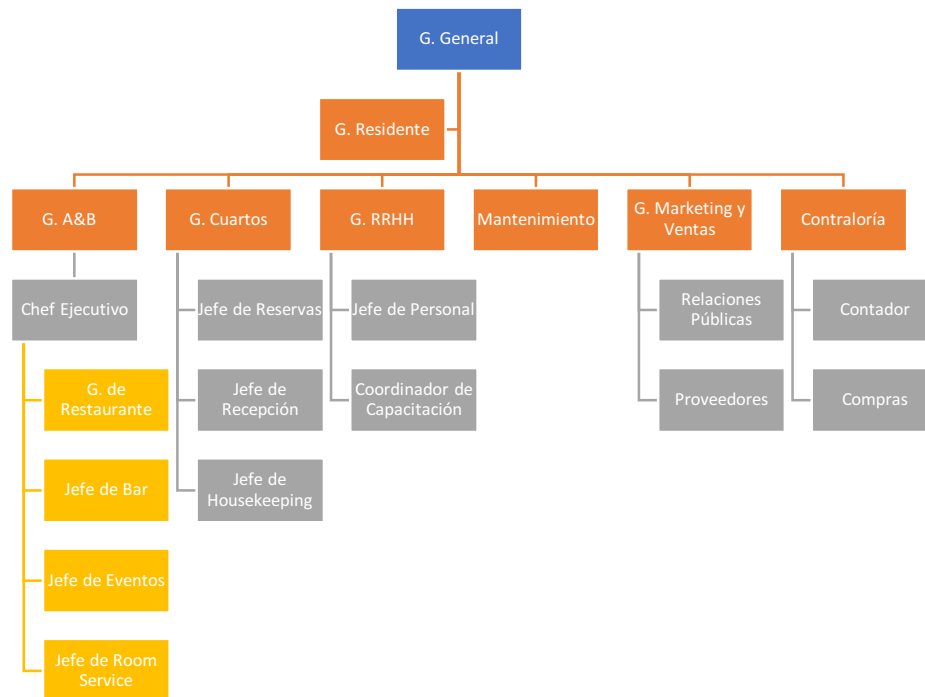 G. General
G. Residente
G. A&B
G. Cuartos
G. RRHH
Mantenimiento
G. Marketing y
Ventas
Contraloría
Chef Ejecutivo
Jefe de Reservas
Jefe de Personal
Relaciones
Públicas
Contador
G. de
Restaurante
Jefe de
Recepción
Coordinador de
Capacitación
Proveedores
Compras
Jefe de Bar
Jefe de
Housekeeping
Jefe de Eventos
Jefe de Room
Service